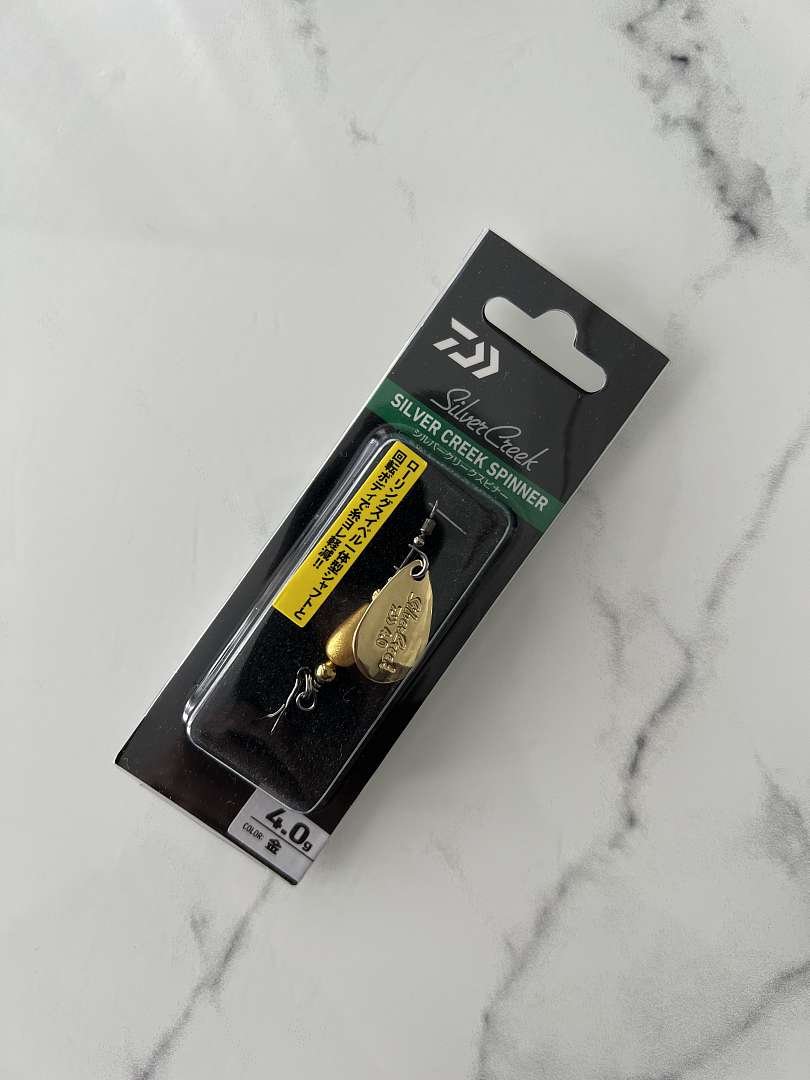 Silver Creek
SILVER CREEK SPINNER
シルバークリークスピナー
ローリングスイベル一体型シャフトと
回転ボディで糸ヨレ軽減!!
Silver Creek
4.0g
COLOR: 金